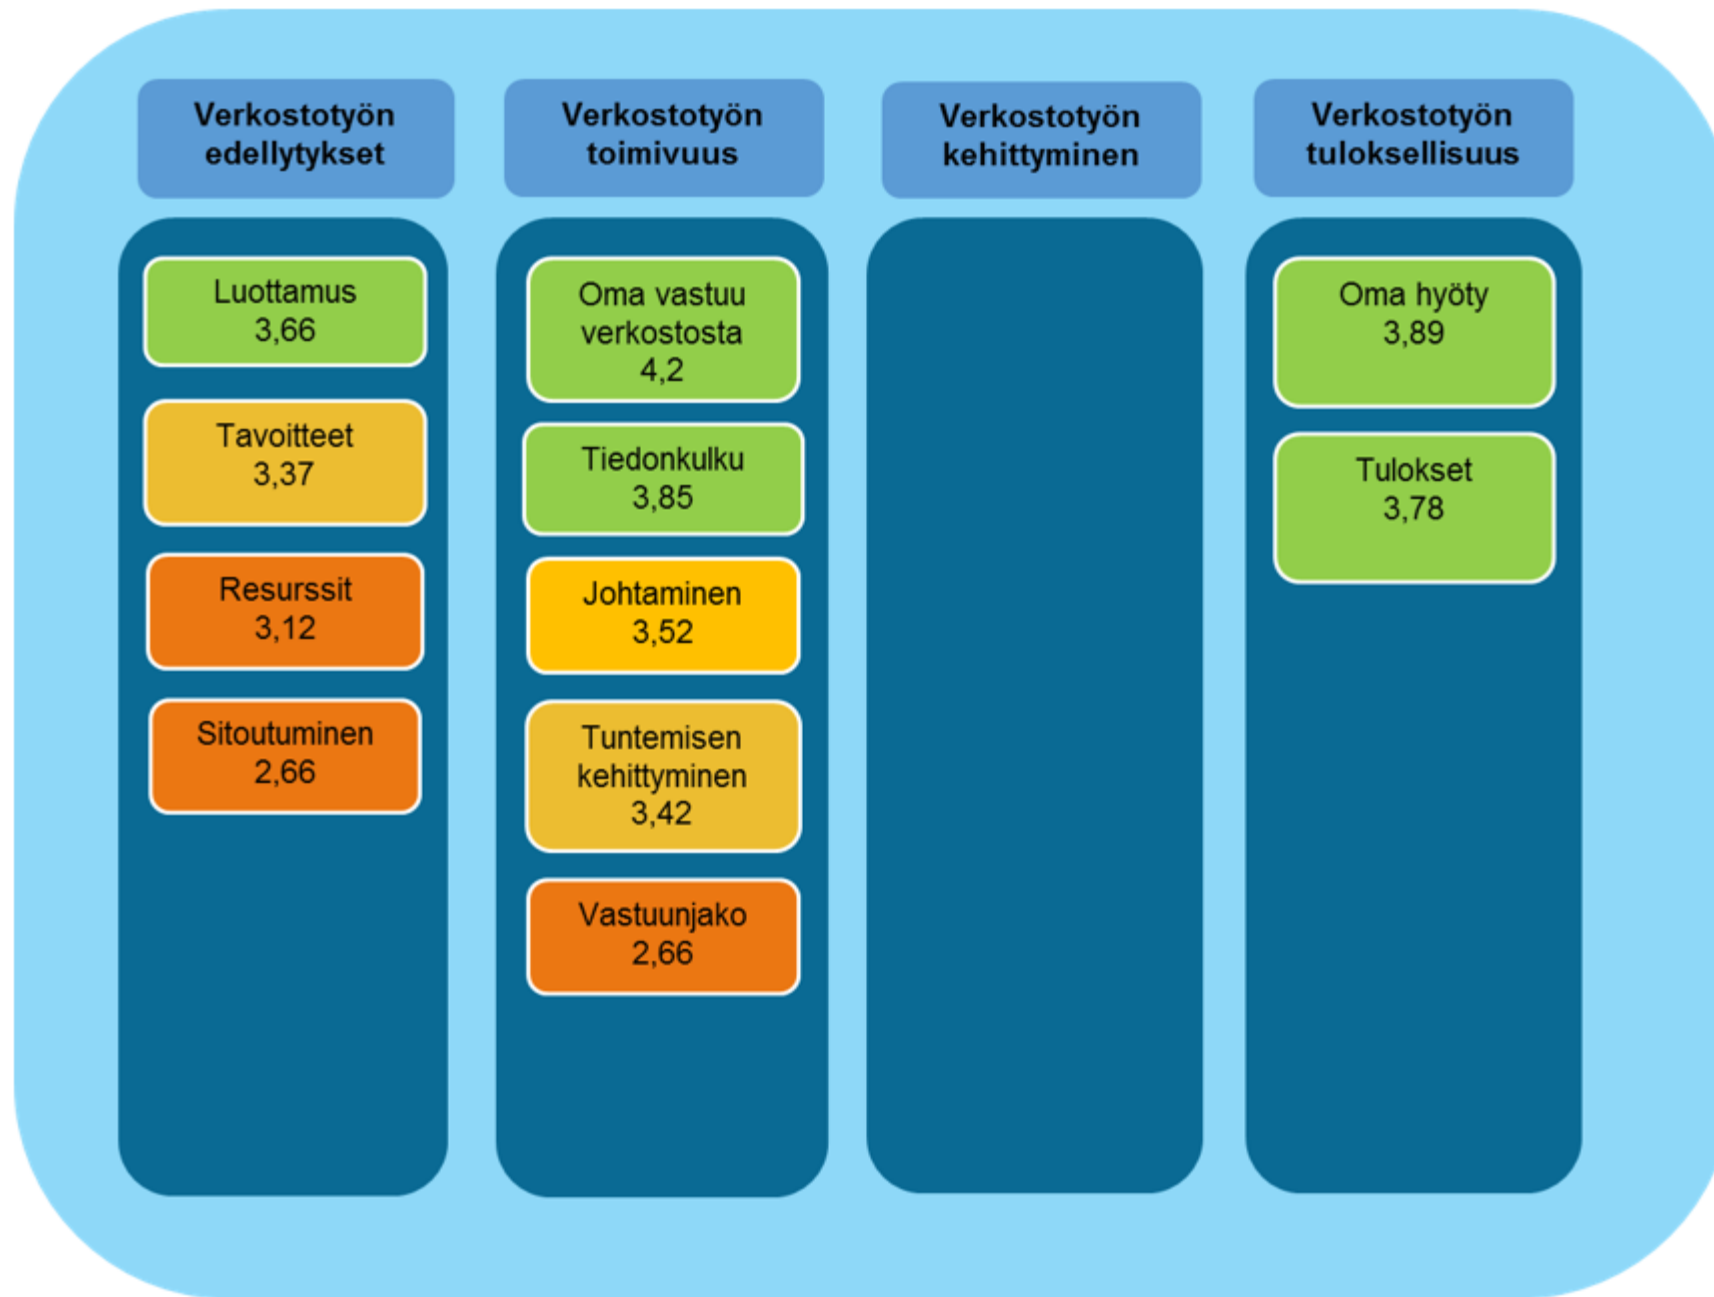 Verkostotyön
edellytykset
Luottamus
3,66
Tavoitteet
3,37
Resurssit
3,12
Sitoutuminen
2,66
Verkostotyön
toimivuus
Oma vastuu
verkostosta
4,2
Tiedonkulku
3,85
Johtaminen
3,52
Tuntemisen
kehittyminen
3,42
Vastuunjako
2,66
Verkostotyön
kehittyminen
Verkostotyön
tuloksellisuus
Oma hyöty
3,89
Tulokset
3,78